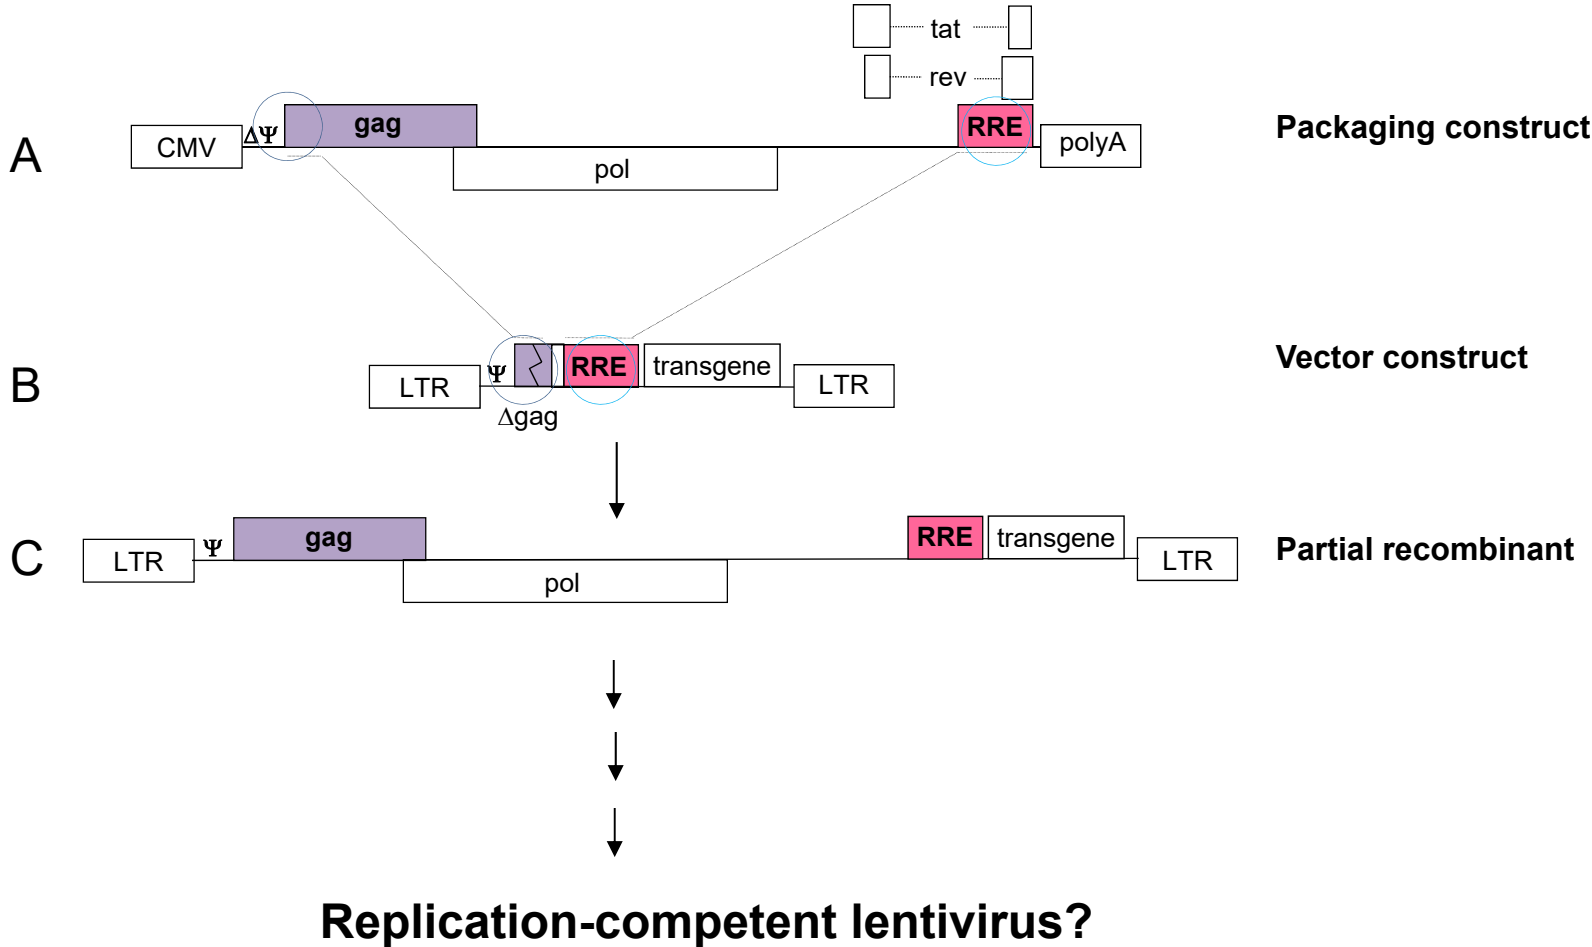 tat
rev
A
CMV
ΔΨ
gag
RRE
polyA
pol
Packaging construct
B
LTR
Ψ
RRE
transgene
LTR
Δgag
Vector construct
C
LTR
Ψ
gag
RRE
transgene
LTR
pol
Partial recombinant
Replication-competent lentivirus?